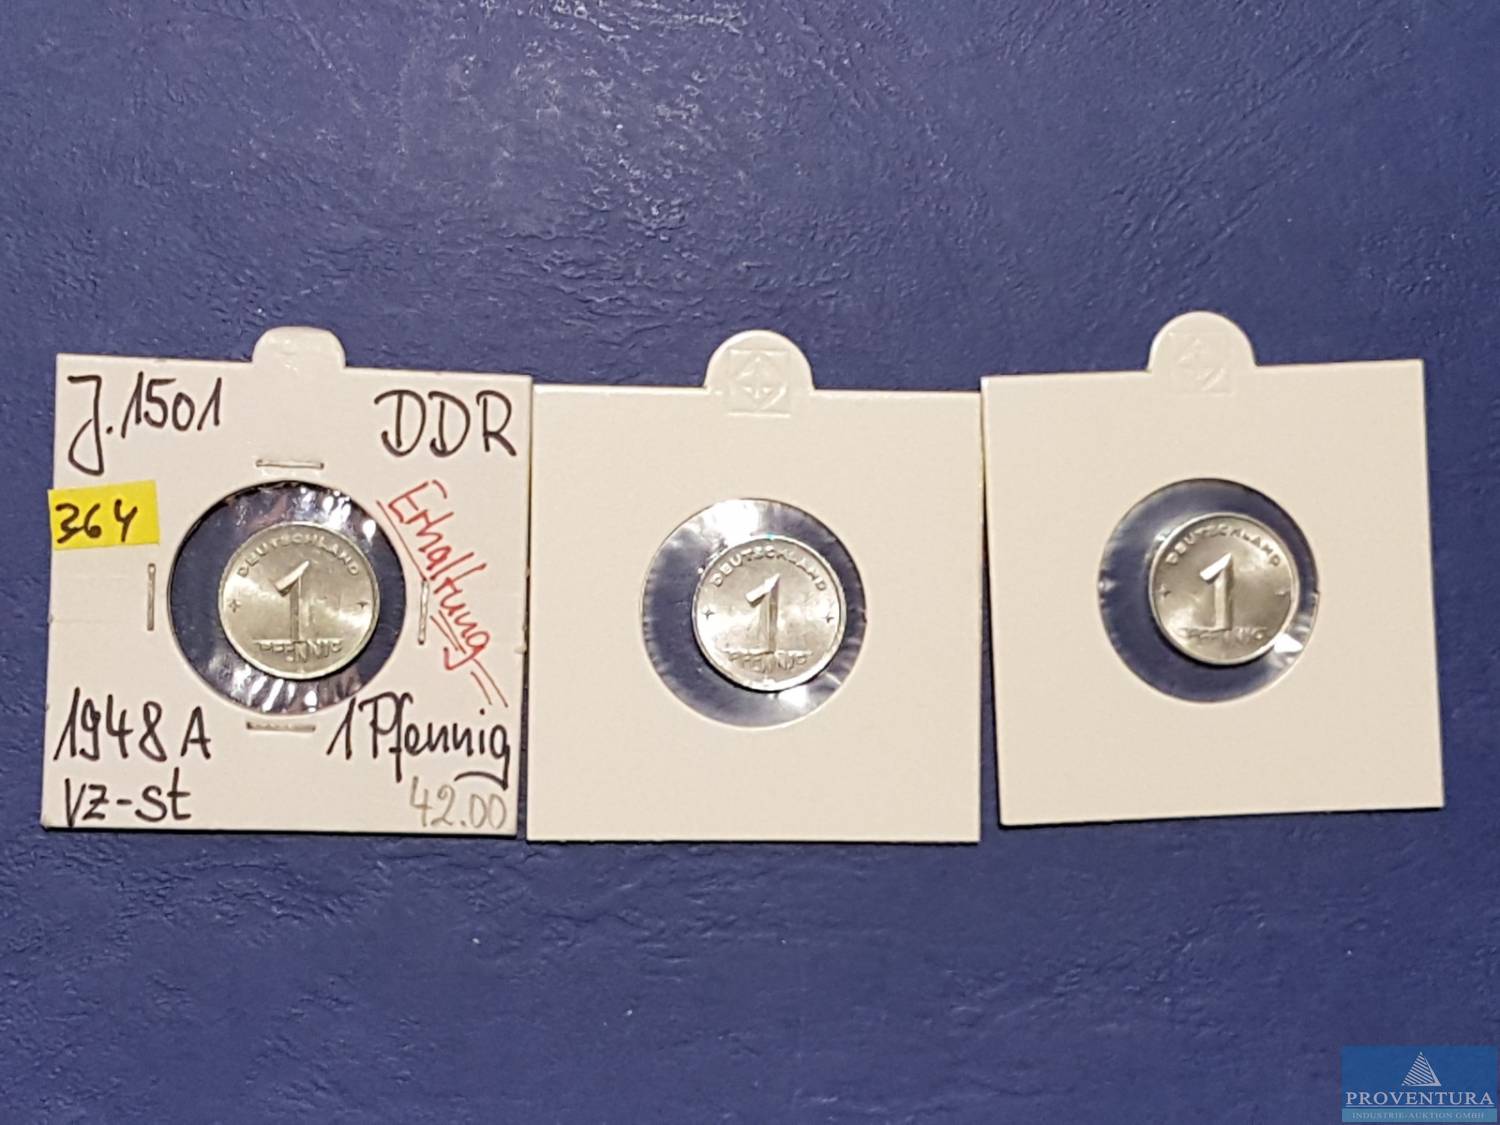 J.1501 DDR
364
Erhaltung
DEUTSCHLAND
1
PFENNIG
1948 A 1 Pfennig
vz-st 42.00
DEUTSCHLAND
1
PFENNIG
DEUTSCHLAND
1
PFENNIG
PROVENTURA
INDUSTRIE-AUKTION GMBH